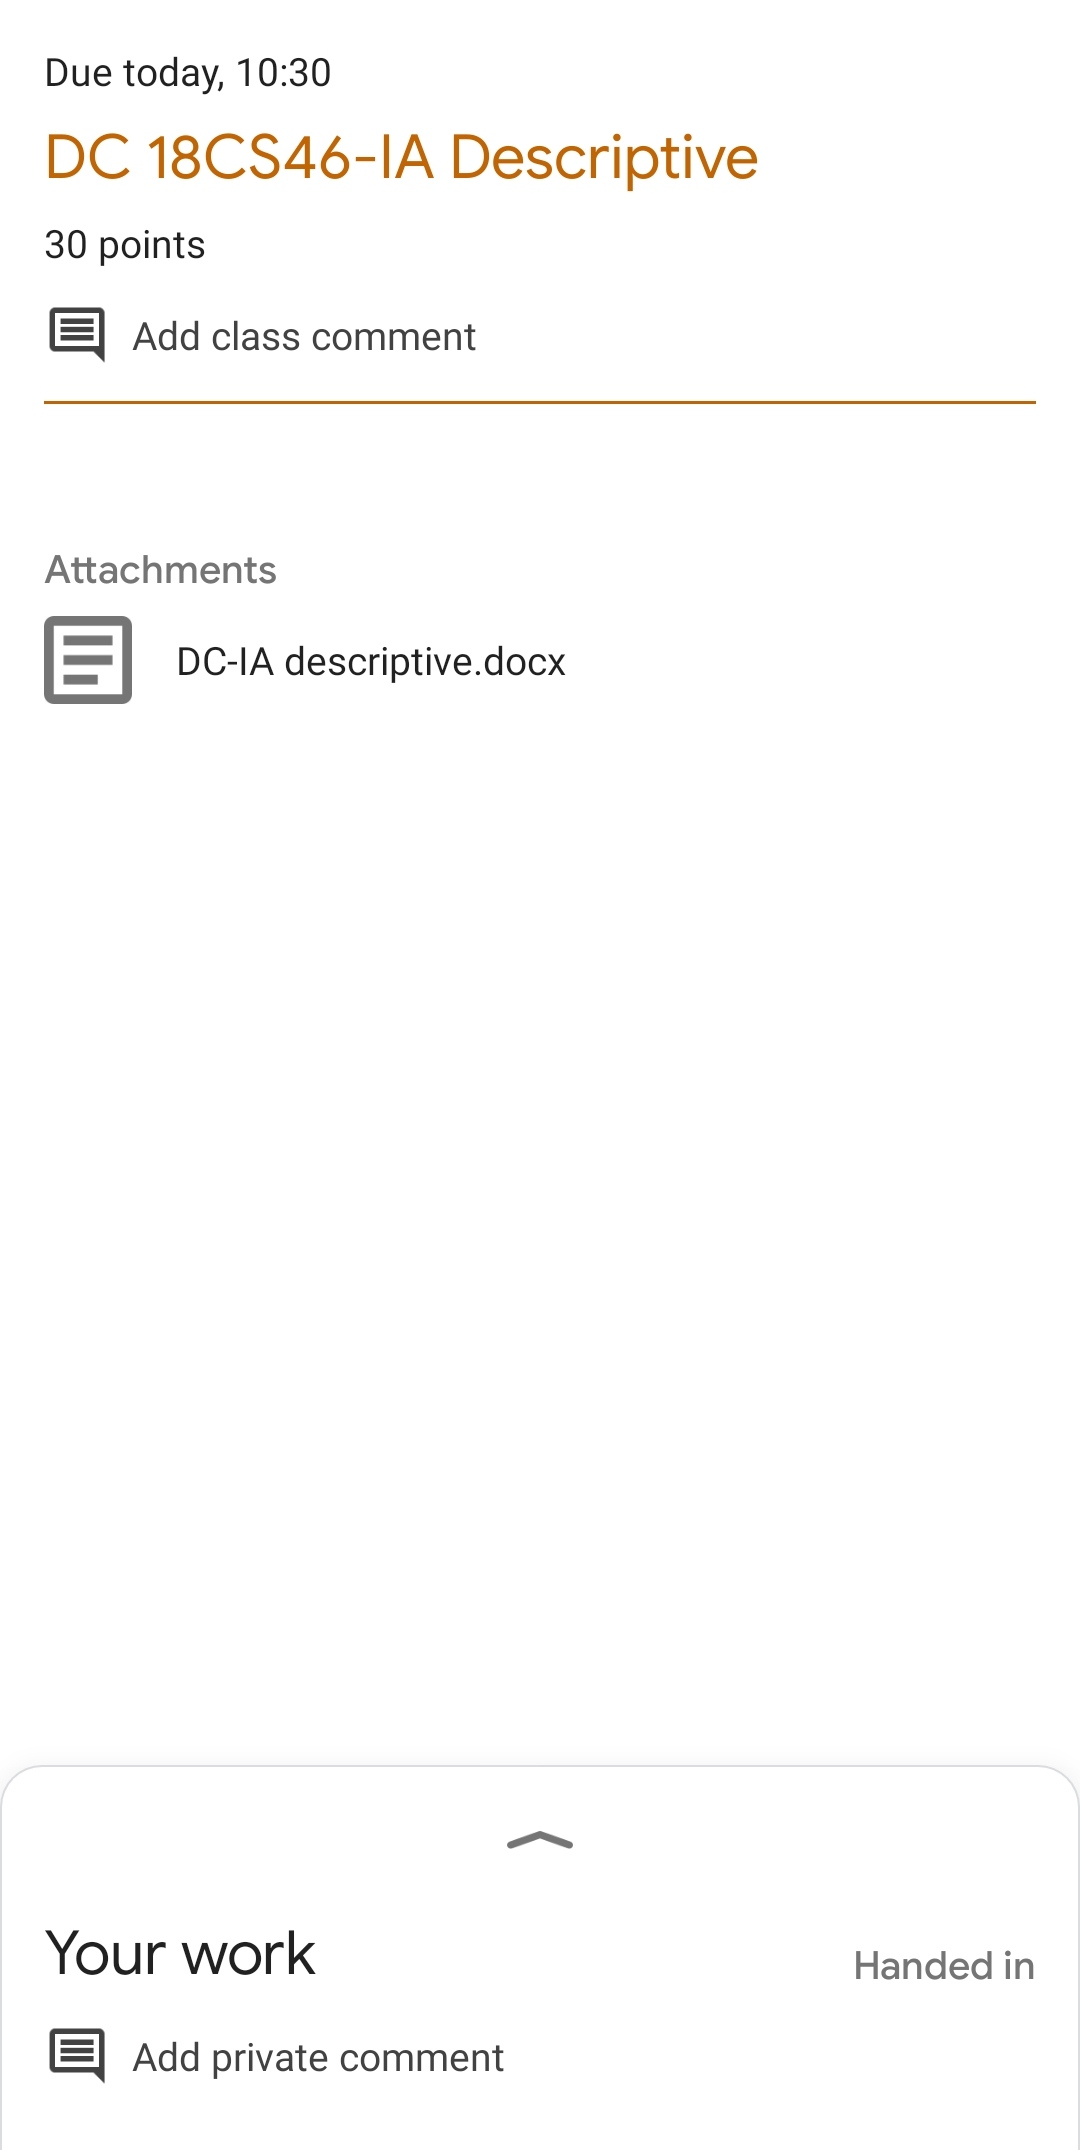 Due today, 10:30
DC 18CS46-IA Descriptive
30 points
Add class comment
Attachments
DC-IA descriptive.docx
Your work
Handed in
Add private comment